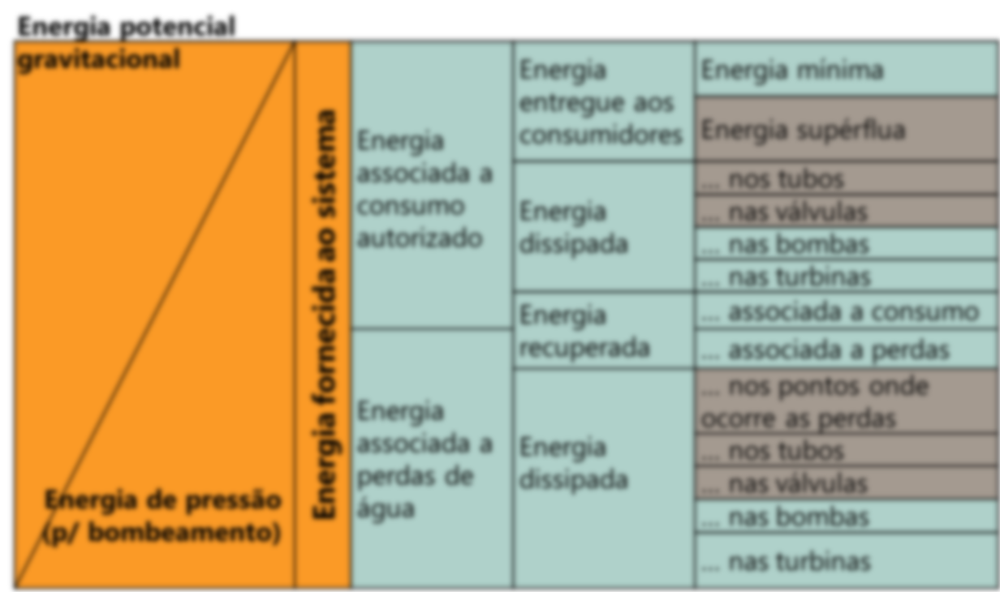 Energia potencial
gravitacional
Energia de pressão
(p/ bombeamento)
Energia fornecida ao sistema
Energia
associada a
consumo
autorizado
Energia
associada a
perdas de
água
Energia
entregue aos
consumidores
Energia
dissipada
Energia
recuperada
Energia
dissipada
Energia mínima
Energia supérflua
... nos tubos
... nas válvulas
... nas bombas
... nas turbinas
... associada a consumo
... associada a perdas
... nos pontos onde
ocorre as perdas
... nos tubos
... nas válvulas
... nas bombas
... nas turbinas